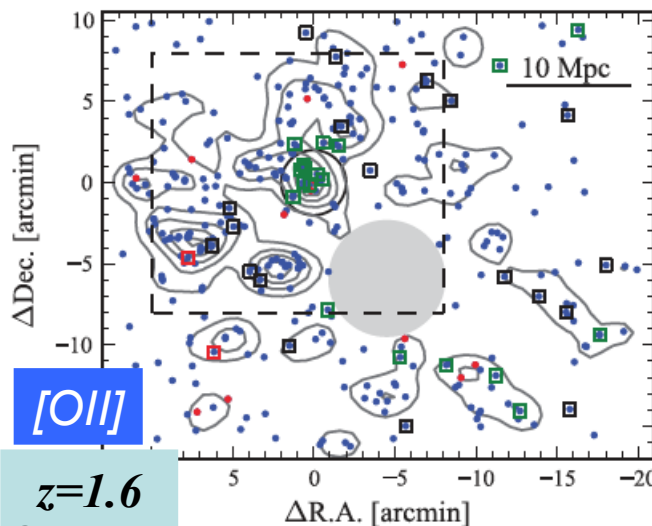 10
5
0
−5
−10
ΔDec. [arcmin]
10 Mpc
[OII]
z=1.6
5 0 −5 −10 −15 −20
ΔR.A. [arcmin]